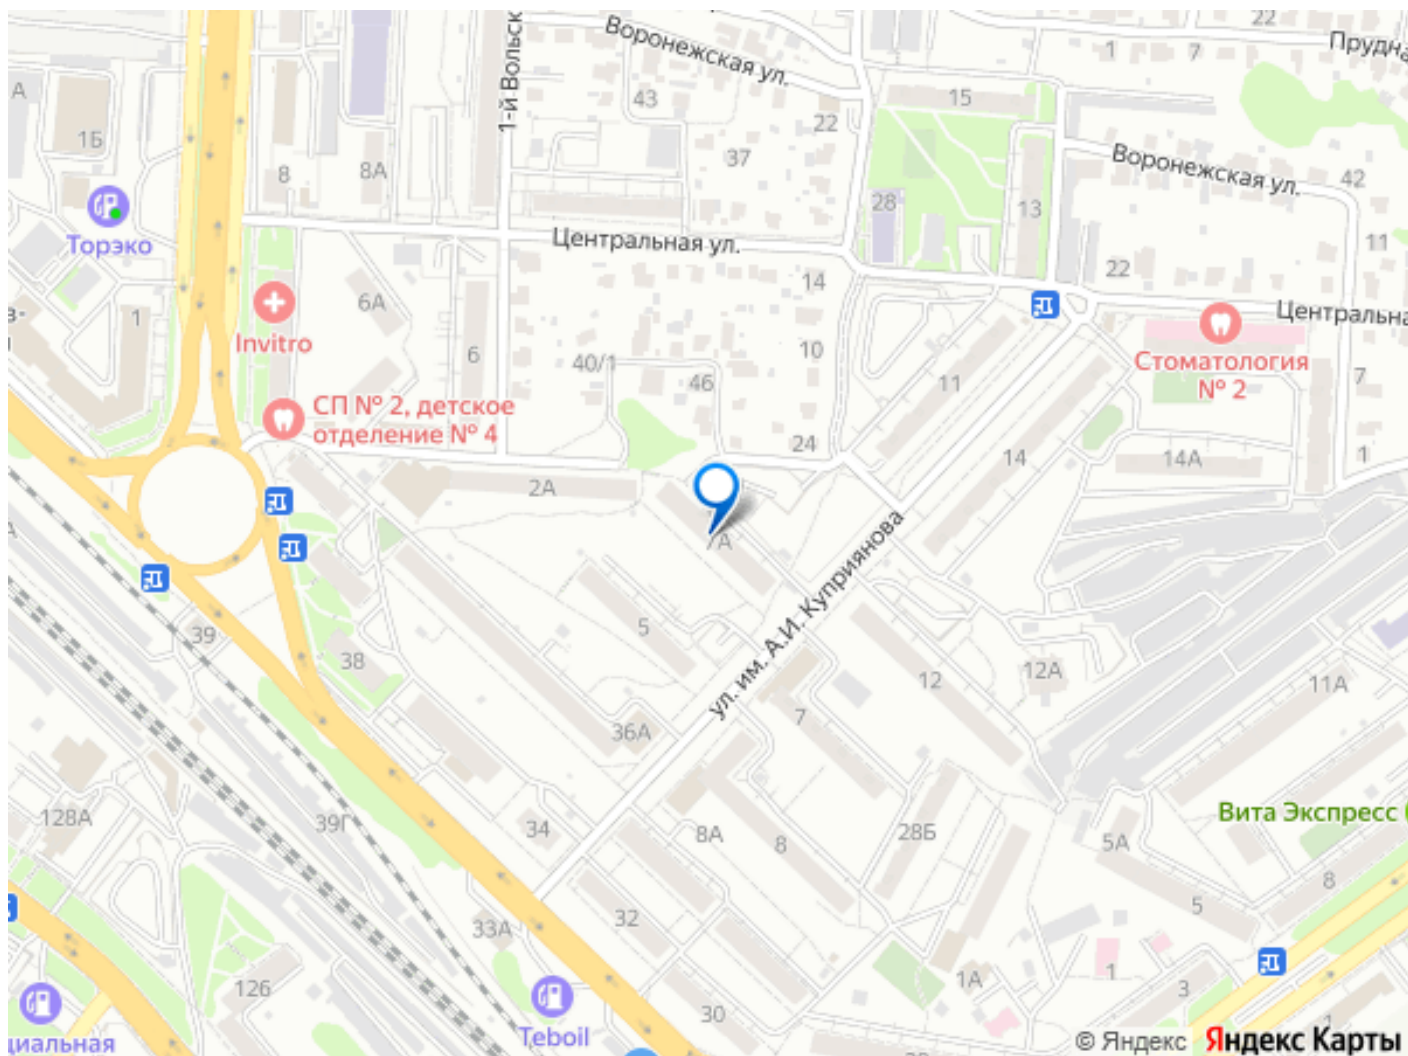 22
Прудна
Воронежская ул.
1
7
А
1-й Вольск
43
15
1Б
22
37
8
8А
Воронежская ул.
42
28
13
Торэко
Центральная ул.
11
22
14
6А
1
Invitro
Центральна
10
6
40/1
46
11
Стоматология
№ 2
7
СП № 2, детское
отделение № 4
24
14
14А
1
2А
7А
ул. им. А.И. Куприянова
39
5
38
12
12А
11А
7
36А
128А
39Г
34
8А
8
28Б
5А
Вита Экспресс
8
5
32
33А
126
1А
1
3
30
Teboil
циальная
1
© Яндекс
Яндекс Карты